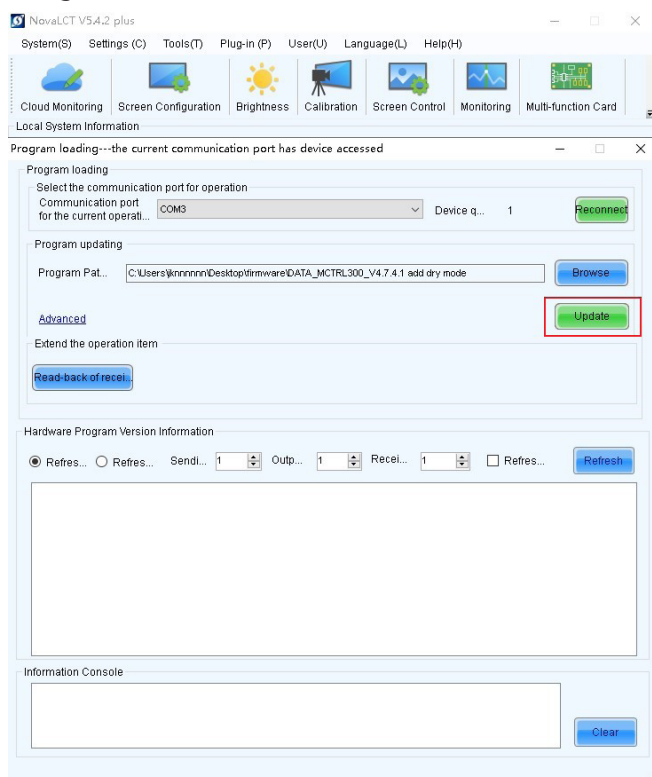 NovaLCT V5.4.2 plus
System(S) Settings (C) Tools(T) Plug-in (P) User(U) Language(L) Help(H)
Cloud Monitoring Screen Configuration Brightness Calibration Screen Control Monitoring Multi-function Card
Local System Information
Program loading---the current communication port has device accessed
Program loading
Select the communication port for operation
Communication port
for the current operati... COM3 Device q... 1 Reconnect
Program updating
Program Pat... C:\Users\jknnnnnn\Desktop\firmware\DATA_MCTRL300_V4.7.4.1 add dry mode Browse
Advanced Update
Extend the operation item
Read-back of recei...
Hardware Program Version Information
Refres... Refres... Sendi... 1 Outp... 1 Recei... 1 Refres... Refresh
Information Console
Clear